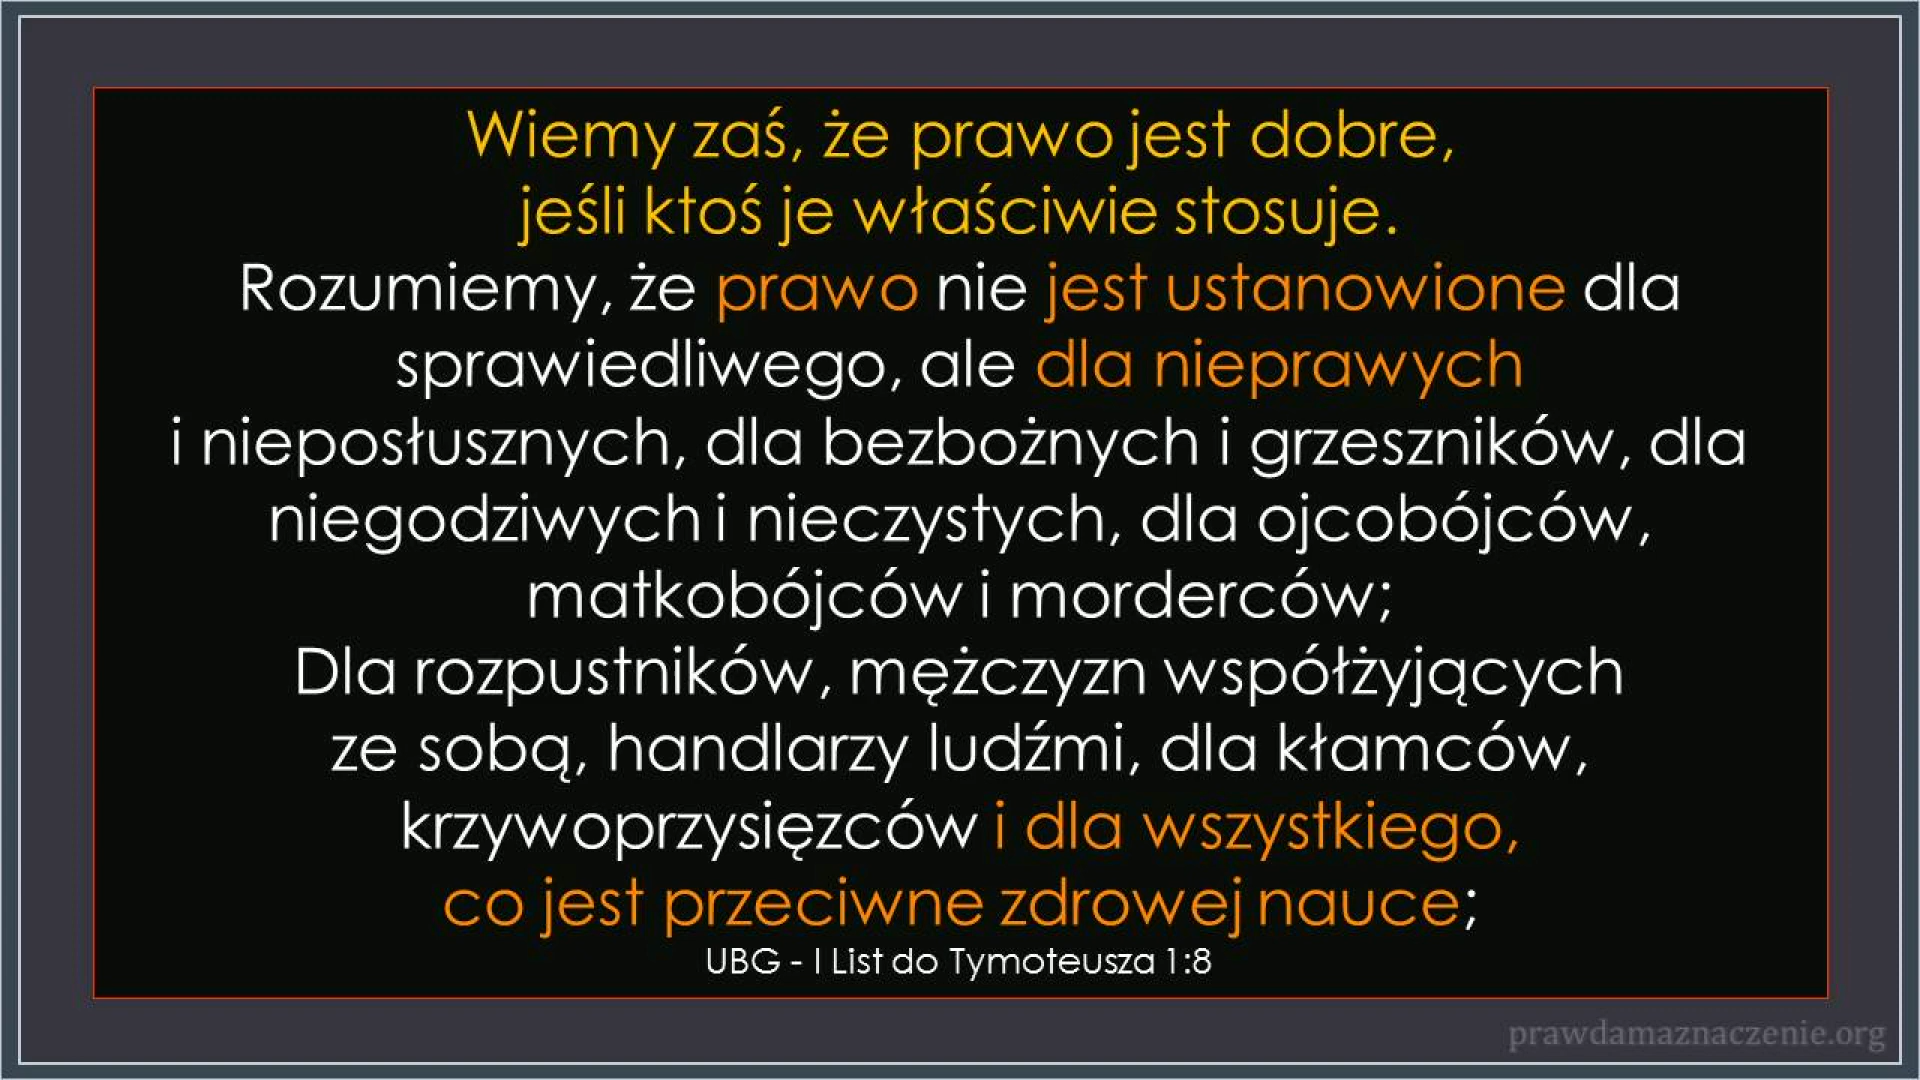 Wiemy zaś, że prawo jest dobre,
jeśli ktoś je właściwie stosuje.
Rozumiemy, że prawo nie jest ustanowione dla
sprawiedliwego, ale dla nieprawych
i nieposłusznych, dla bezbożnych i grzeszników, dla
niegodziwych i nieczystych, dla ojcobójców,
matkobójców i morderców;
Dla rozpustników, mężczyzn współżyjących
ze sobą, handlarzy ludźmi, dla kłamców,
krzywoprzysięzców i dla wszystkiego,
co jest przeciwne zdrowej nauce;
UBG - I List do Tymoteusza 1:8
prawdamaznaczenie.org